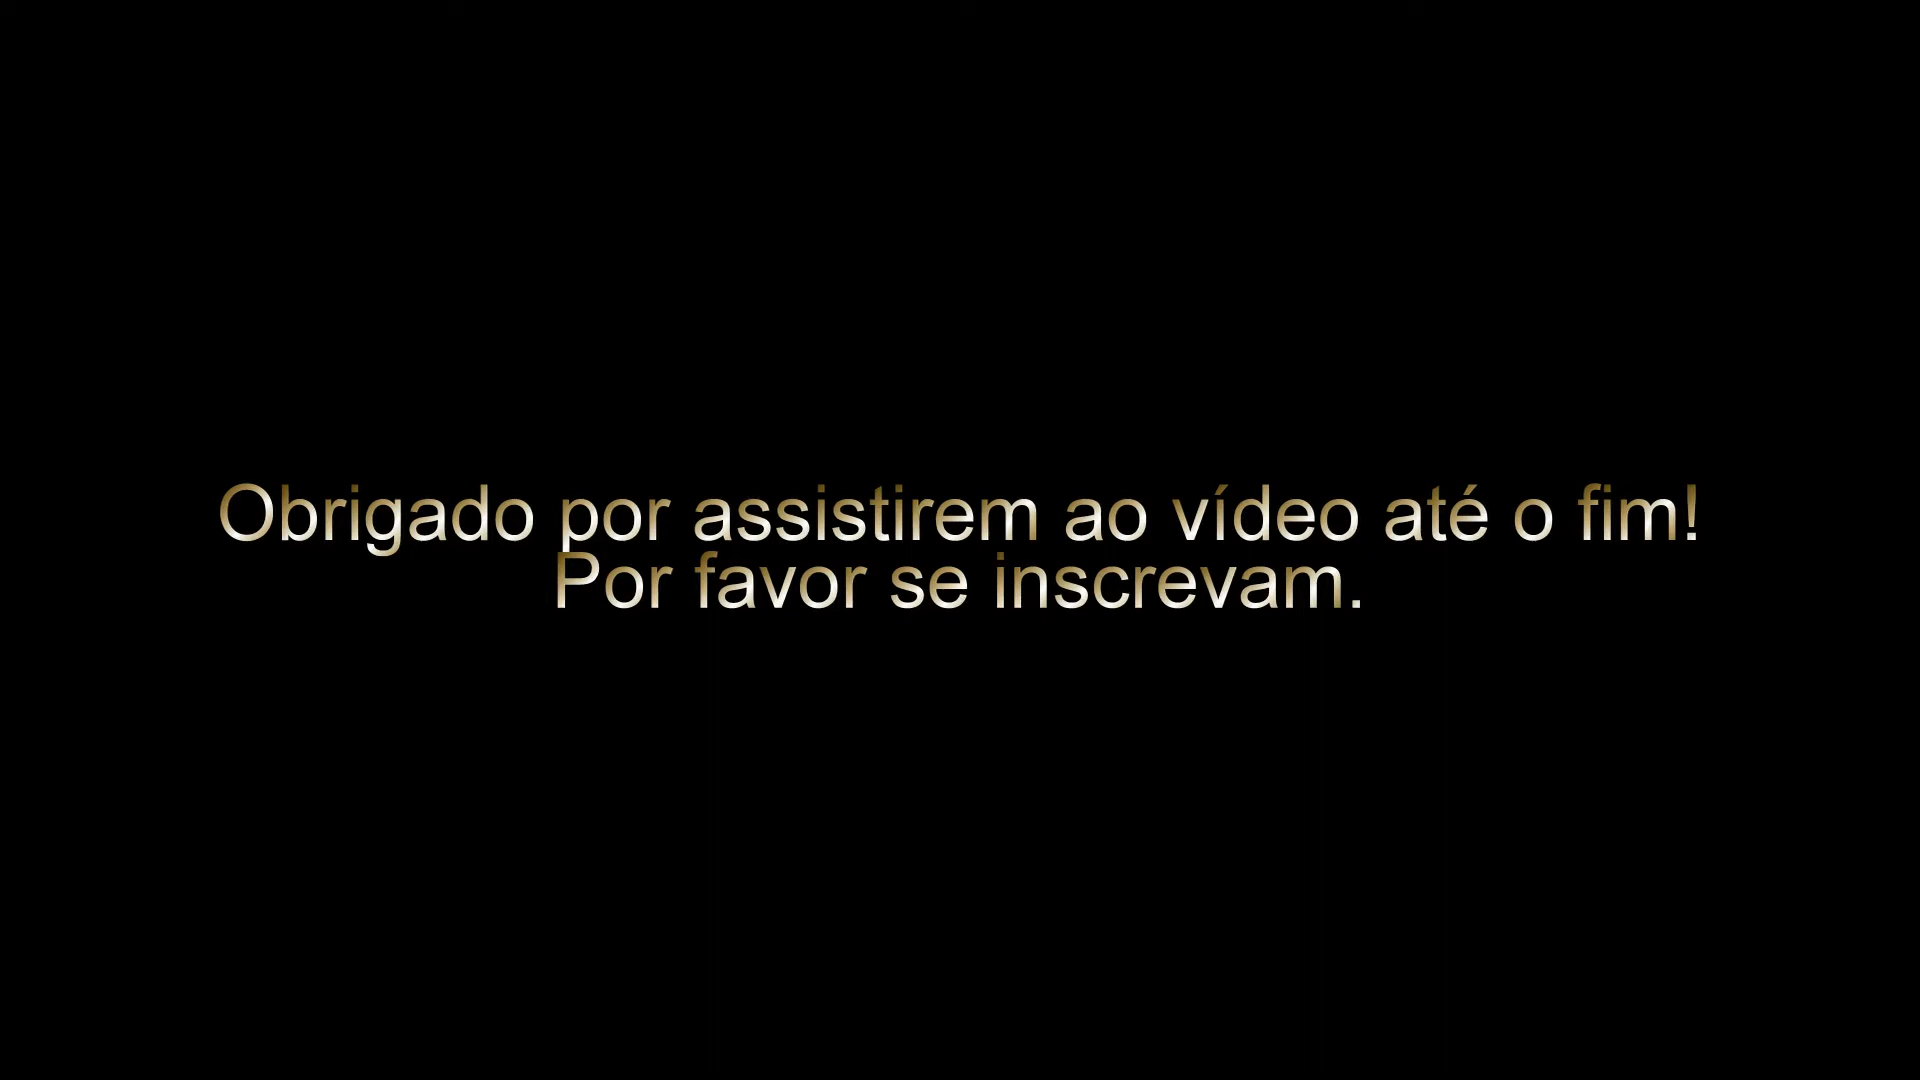 Obrigado por assistirem ao vídeo até o fim!
Por favor se inscrevam.